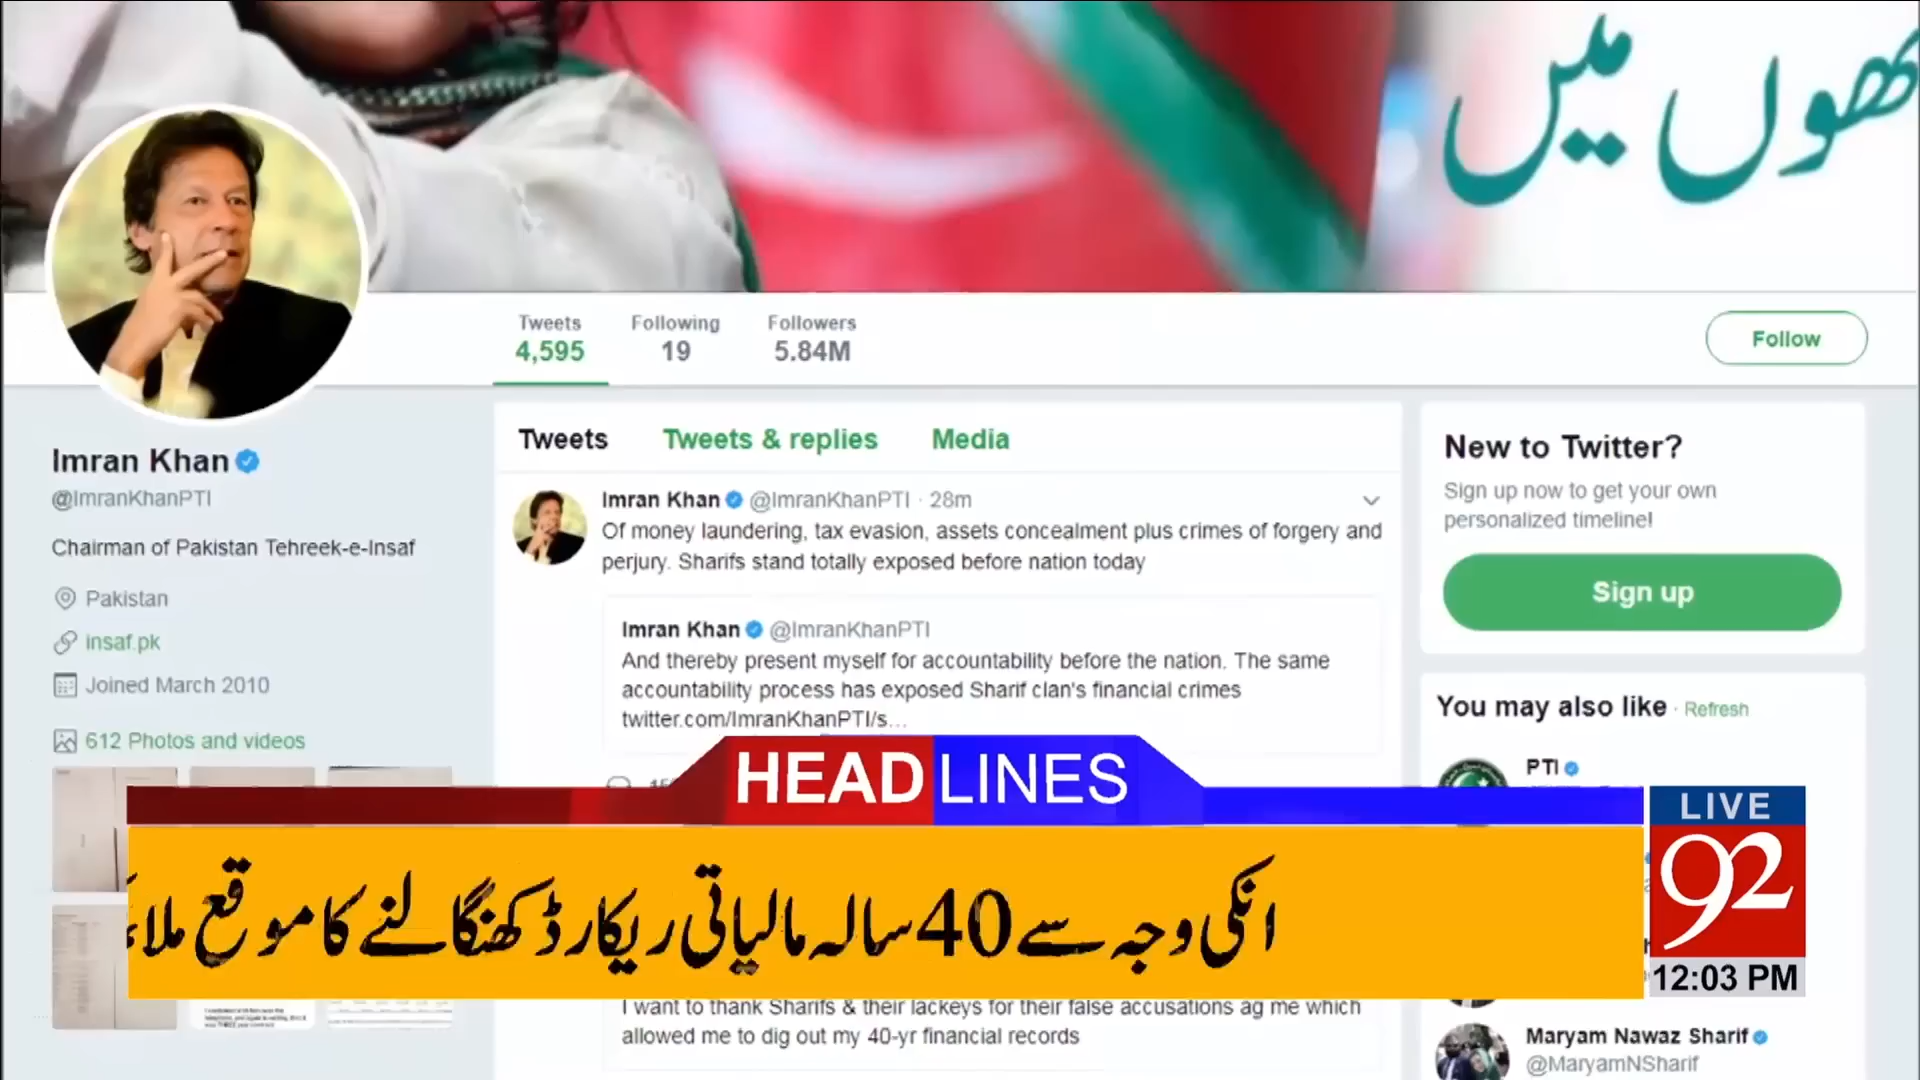 میں
Tweets Following Followers
4,595 19 5.84M
Follow
Imran Khan
@ImranKhanPTI
Chairman of Pakistan Tehreek-e-Insaf
Pakistan
insaf.pk
Joined March 2010
612 Photos and videos
Tweets Tweets & replies Media
Imran Khan @ImranKhanPTI · 28m
Of money laundering, tax evasion, assets concealment plus crimes of forgery and
perjury. Sharifs stand totally exposed before nation today
Imran Khan @ImranKhanPTI
And thereby present myself for accountability before the nation. The same
accountability process has exposed Sharif clan's financial crimes
twitter.com/ImranKhanPTI/s...
New to Twitter?
Sign up now to get your own
personalized timeline!
Sign up
You may also like · Refresh
PTI
HEADLINES
انکی وجہ سے 40 سالہ مالیاتی ریکارڈ کھنگالنے کا موقع ملا
LIVE
92
12:03 PM
I want to thank Sharifs & their lackeys for their false accusations ag me which
allowed me to dig out my 40-yr financial records
Maryam Nawaz Sharif
@MaryamNSharif